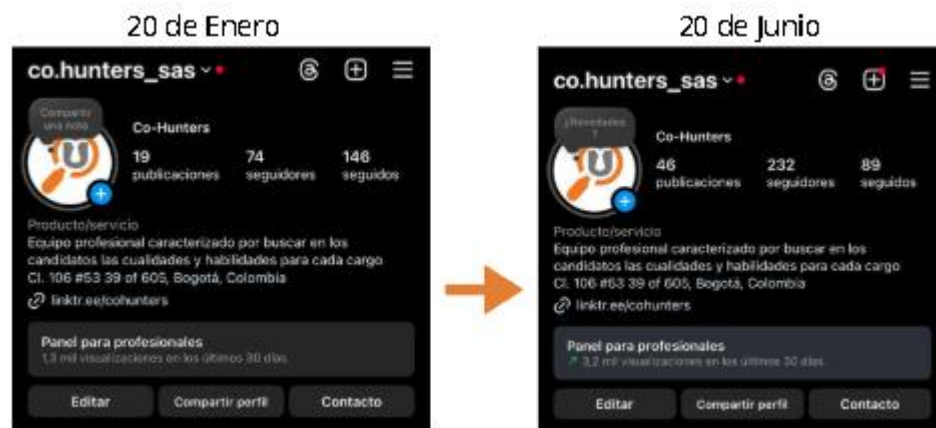 20 de Enero
co.hunters_sas
Compartir
una nota
Co-Hunters
19 74 146
publicaciones seguidores seguidos
Producto/servicio
Equipo profesional caracterizado por buscar en los
candidatos las cualidades y habilidades para cada cargo
Cl. 106 #53 39 of 605, Bogotá, Colombia
linktr.ee/cohunters
Panel para profesionales
1,3 mil visualizaciones en los últimos 30 días.
Editar Compartir perfil Contacto
20 de Junio
co.hunters_sas
¿Novedades
?
Co-Hunters
46 232 89
publicaciones seguidores seguidos
Producto/servicio
Equipo profesional caracterizado por buscar en los
candidatos las cualidades y habilidades para cada cargo
Cl. 106 #53 39 of 605, Bogotá, Colombia
linktr.ee/cohunters
Panel para profesionales
3,2 mil visualizaciones en los últimos 30 días.
Editar Compartir perfil Contacto